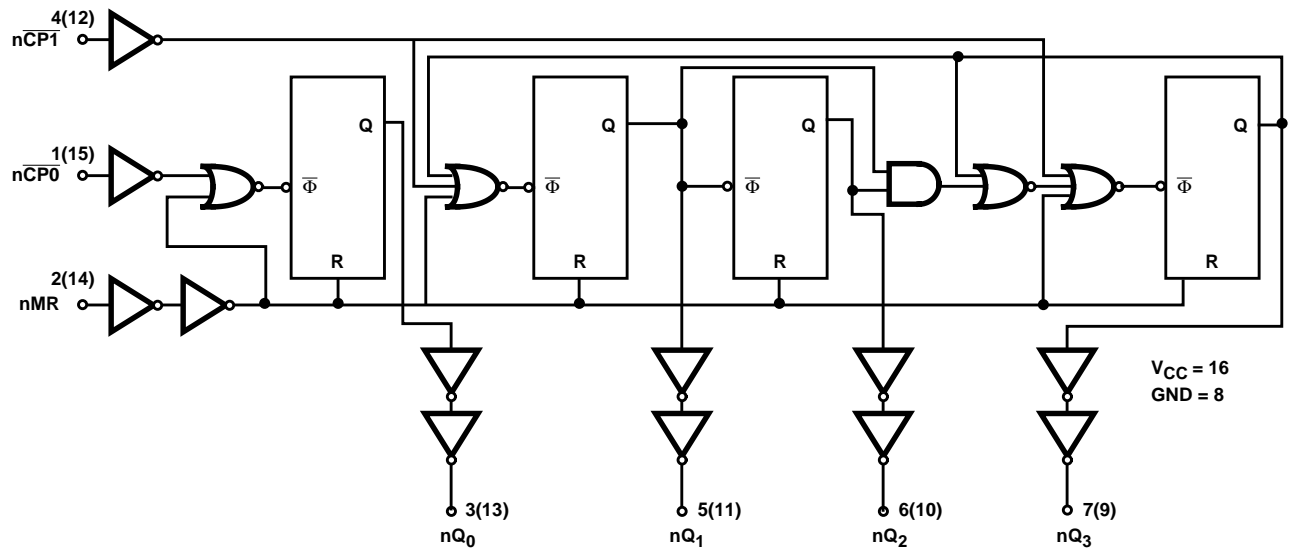 4(12)
nCP1
1(15)
nCP0
2(14)
nMR
Q
Φ
R
Q
Φ
R
Q
Φ
R
Q
Φ
R
VCC = 16
GND = 8
3(13)
nQ0
5(11)
nQ1
6(10)
nQ2
7(9)
nQ3